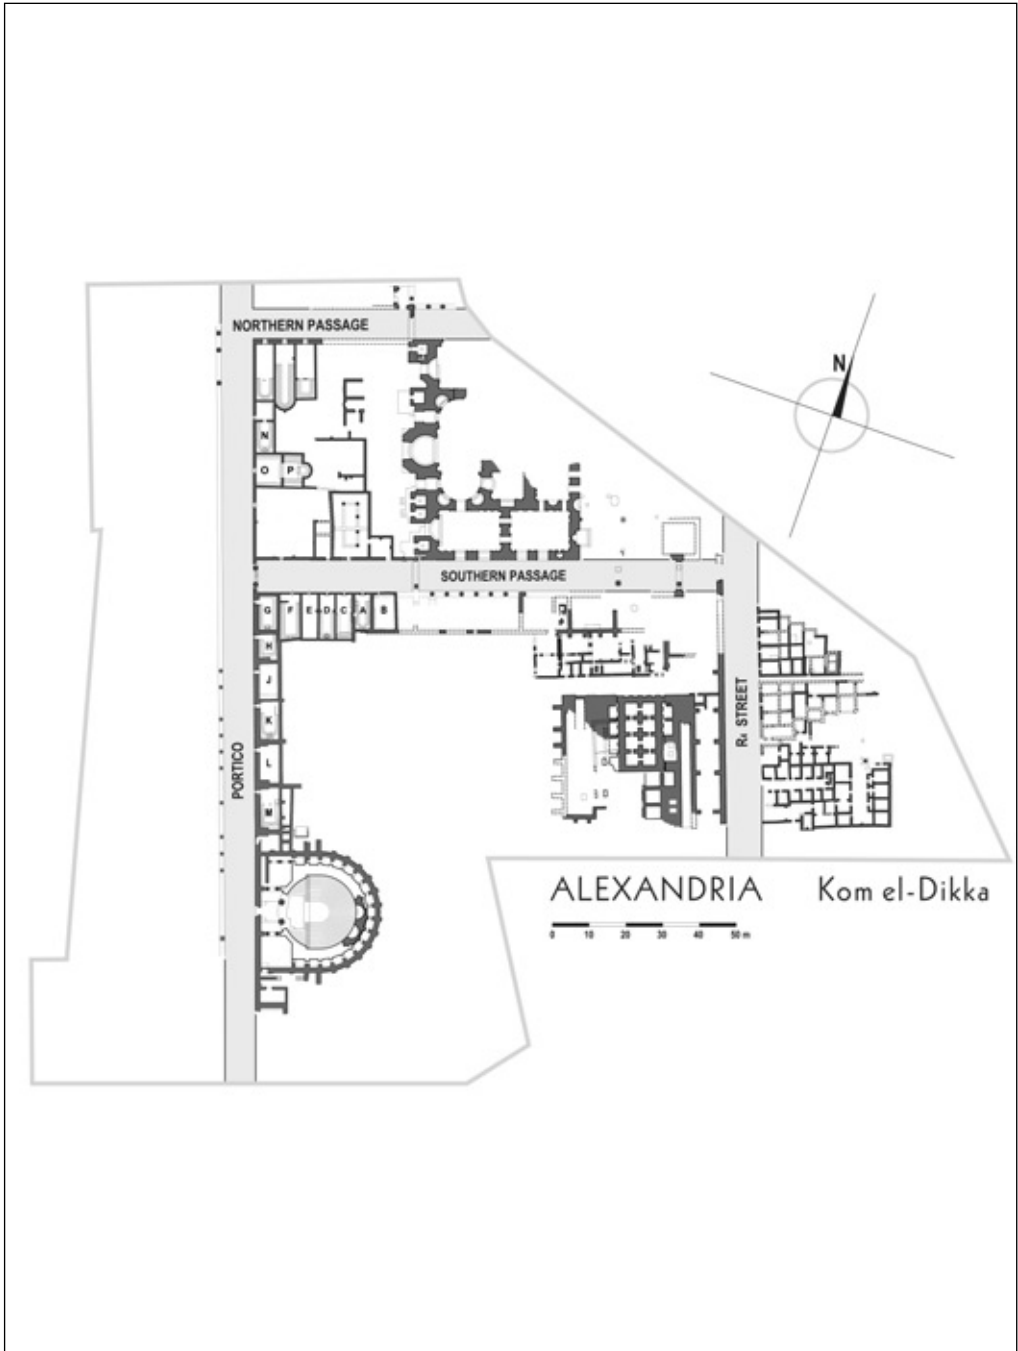 NORTHERN PASSAGE
N
N
O P
SOUTHERN PASSAGE
G F E D C A B
H
J
K
L
M
PORTICO
R4 STREET
ALEXANDRIA Kom el-Dikka
0 10 20 30 40 50 m